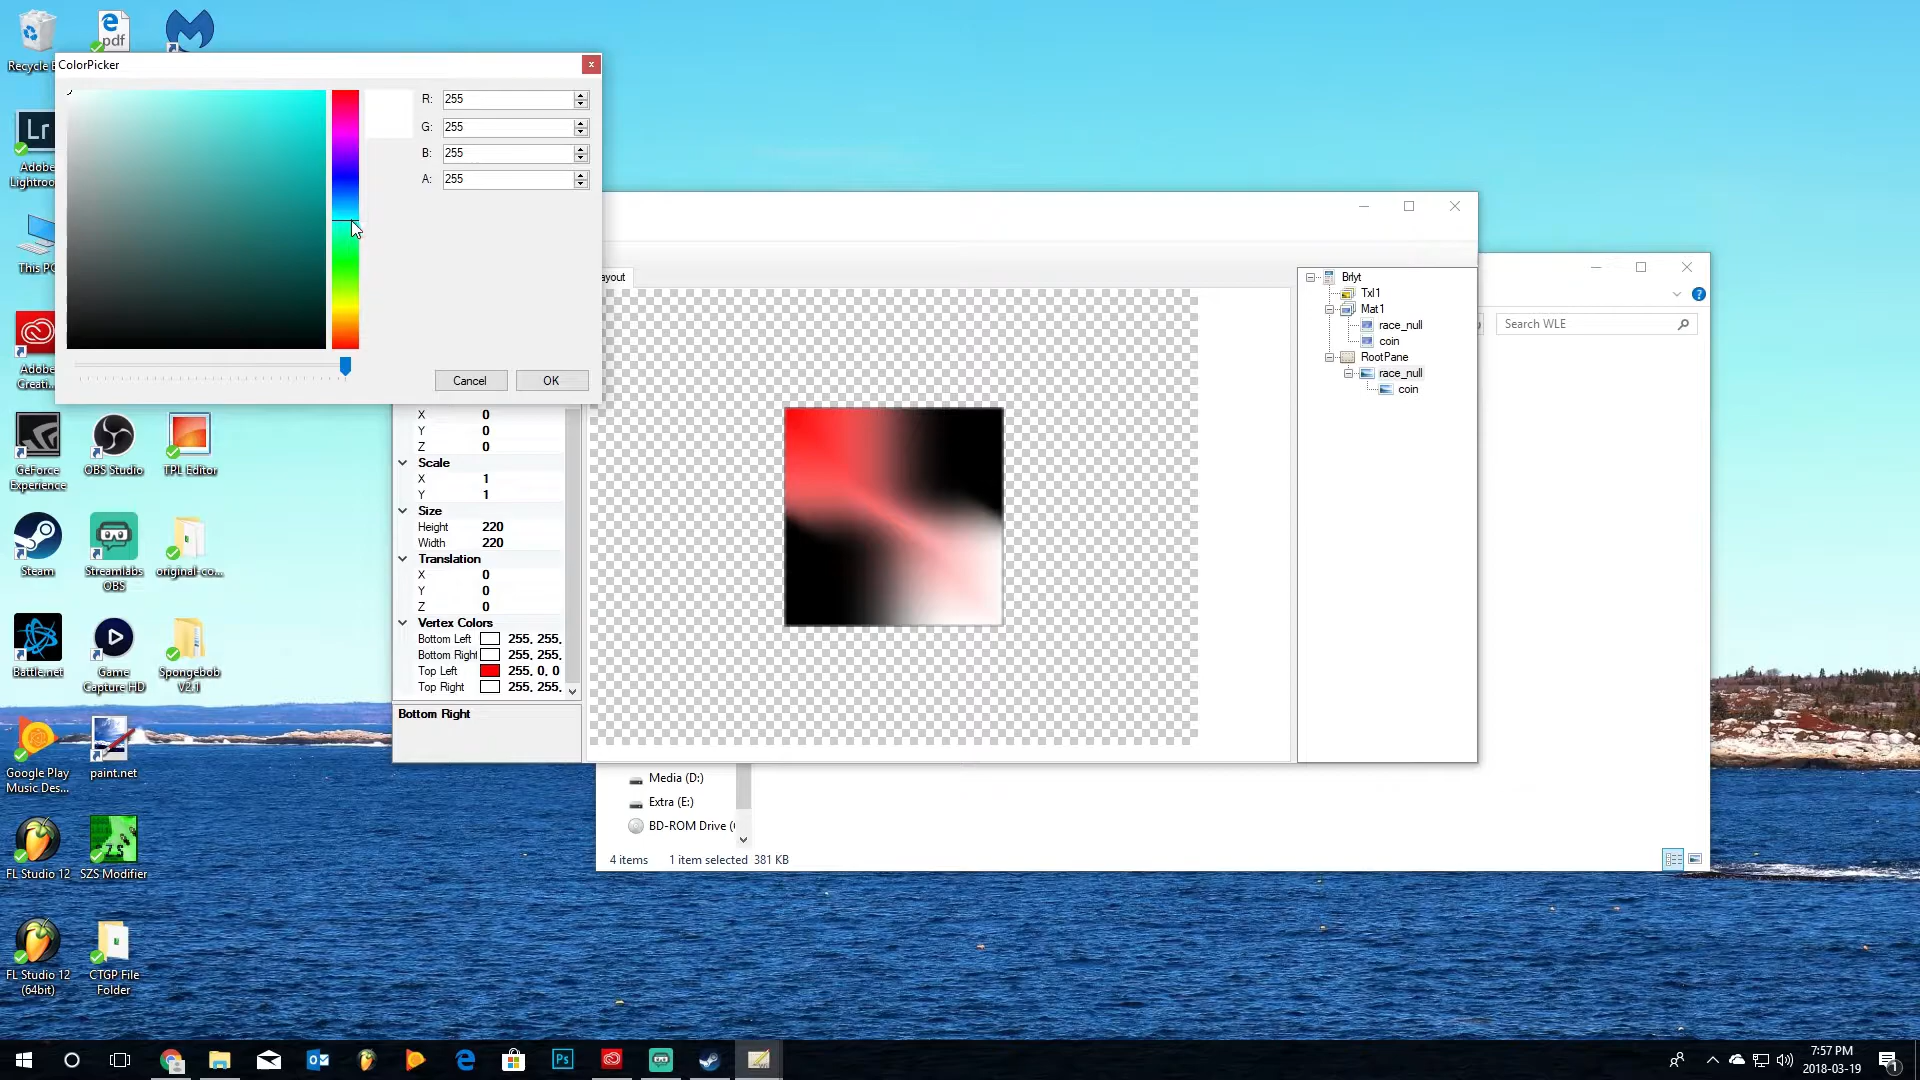 Recycle
pdf
ColorPicker
R: 255
G: 255
B: 255
A: 255
Cancel
OK
Lr
Adobe
Lightroo...
This PC
Adobe
Creati...
ayout
Brlyt
Txl1
Mat1
race_null
coin
RootPane
race_null
coin
Search WLE
GeForce
Experience
OBS Studio
TPL Editor
Steam
Streamlabs
OBS
original-co...
Battle.net
Game
Capture HD
Spongebob
V2.1
Google Play
Music Des...
paint.net
FL Studio 12
ZS
SZS Modifier
FL Studio 12
(64bit)
CTGP File
Folder
X 0
Y 0
Z 0
Scale
X 1
Y 1
Size
Height 220
Width 220
Translation
X 0
Y 0
Z 0
Vertex Colors
Bottom Left 255, 255,
Bottom Right 255, 255,
Top Left 255, 0, 0
Top Right 255, 255,
Bottom Right
Media (D:)
Extra (E:)
BD-ROM Drive (
4 items 1 item selected 381 KB
Ps
7:57 PM
2018-03-19
1